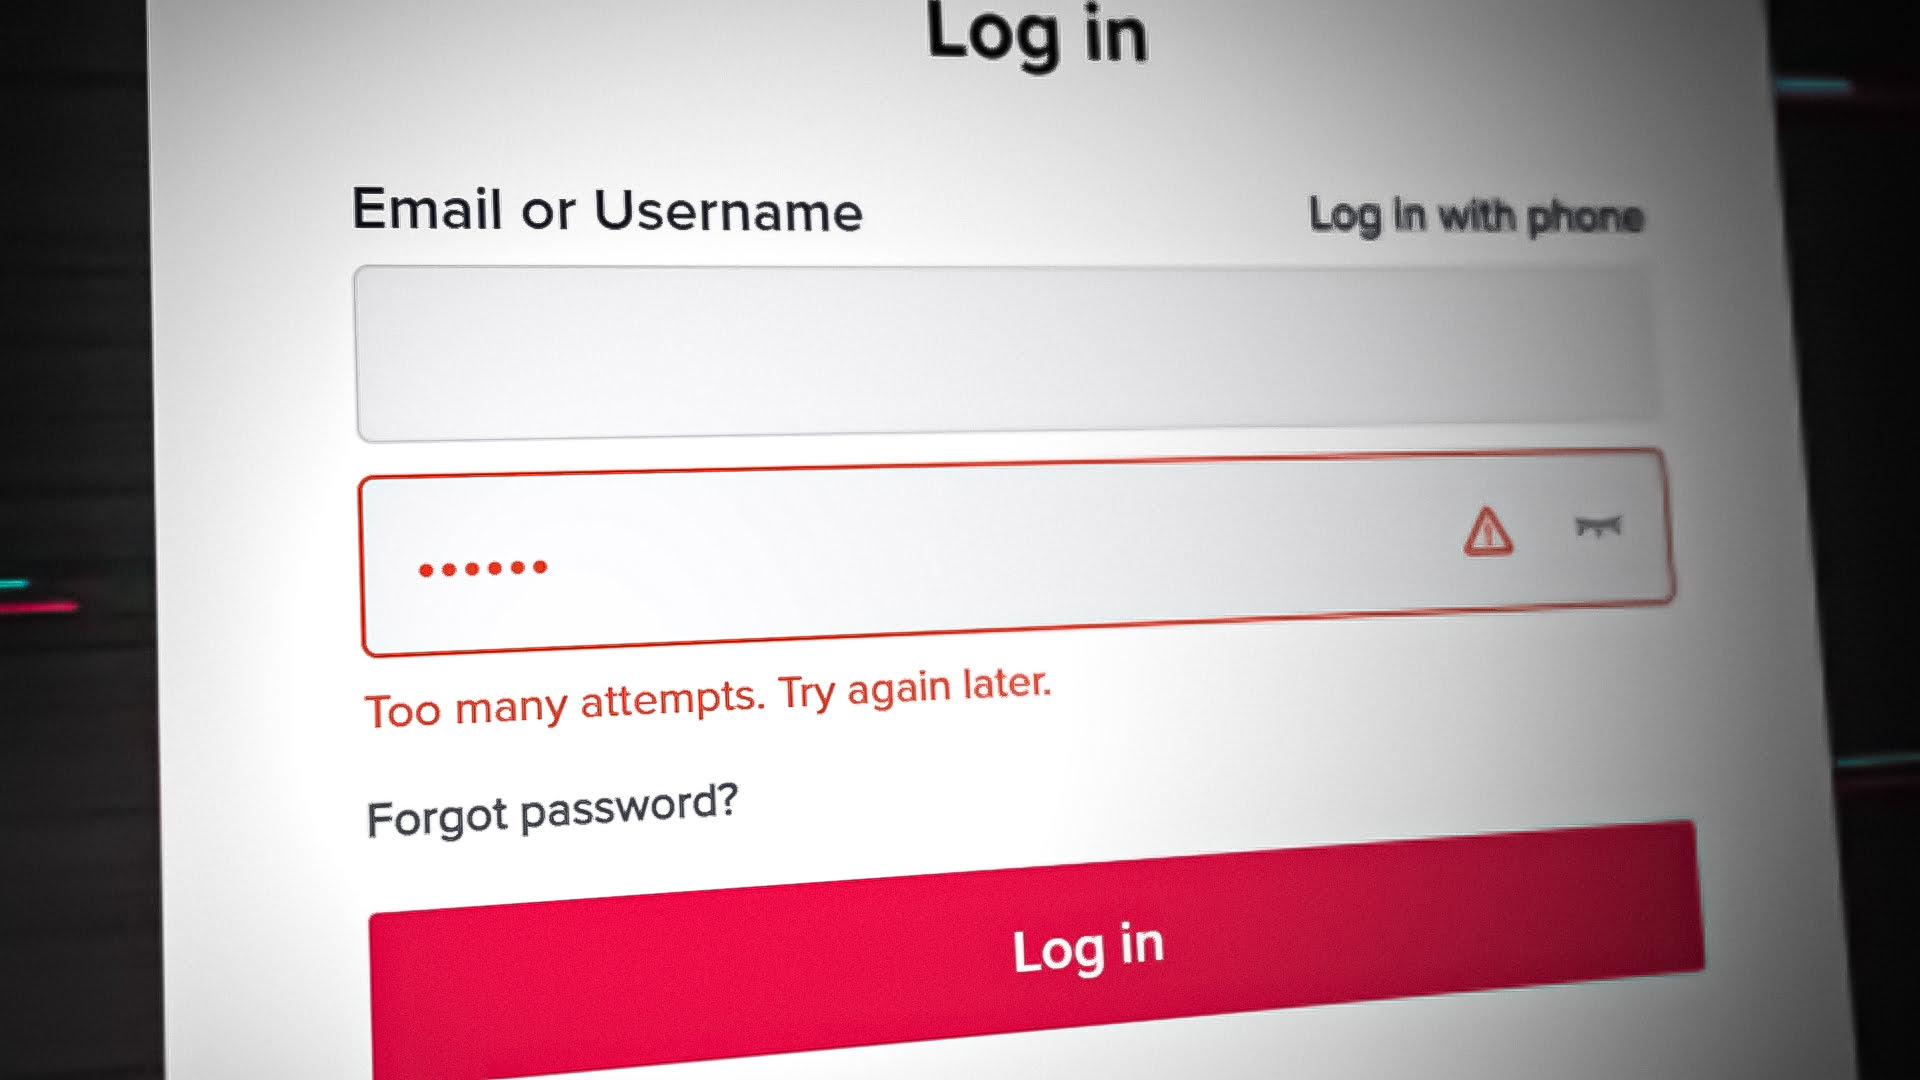 Log in
Email or Username
Log in with phone
••••••
Too many attempts. Try again later.
Forgot password?
Log in